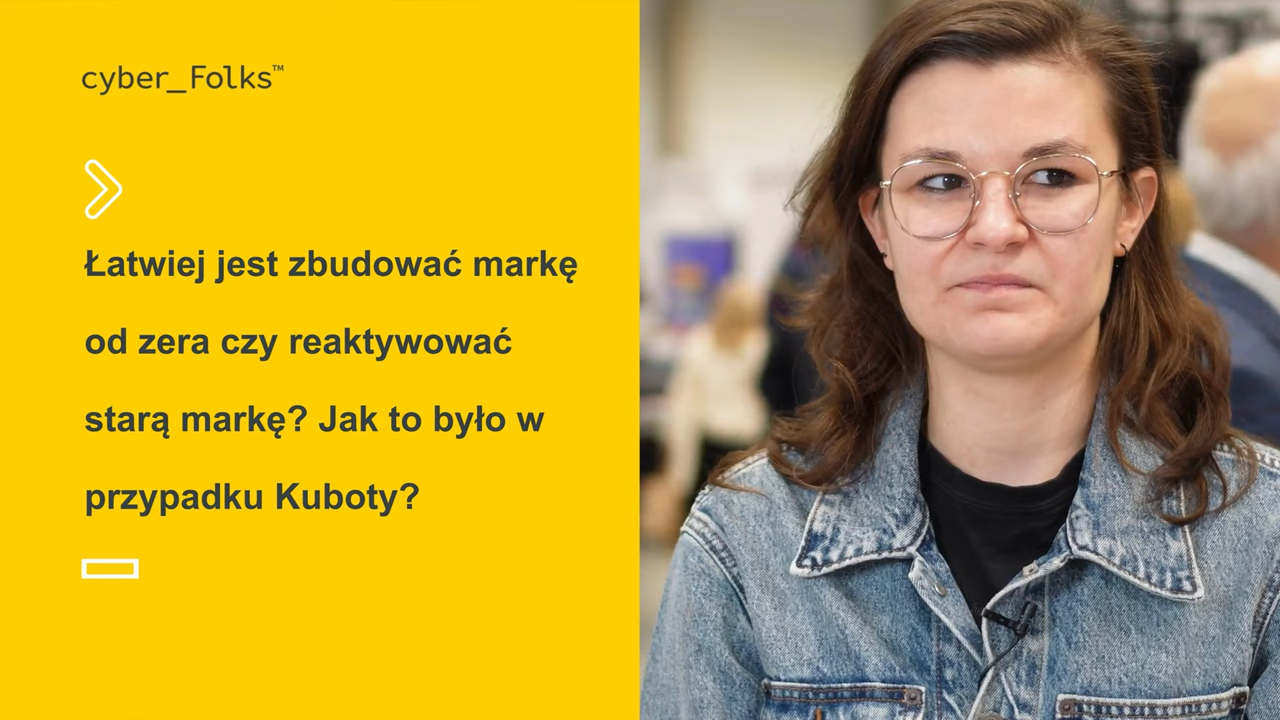 cyber_Folks™
Łatwiej jest zbudować markę
od zera czy reaktywować
starą markę? Jak to było w
przypadku Kuboty?